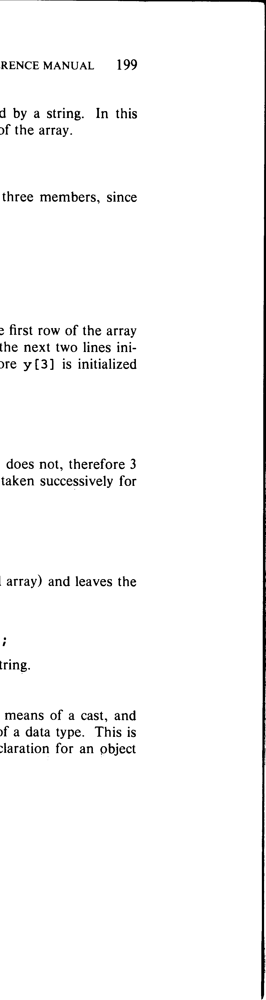 RENCE MANUAL 199
d by a string. In this
of the array.
three members, since
e first row of the array
the next two lines ini-
ore y[3] is initialized
does not, therefore 3
taken successively for
l array) and leaves the
;
tring.
means of a cast, and
of a data type. This is
claration for an object